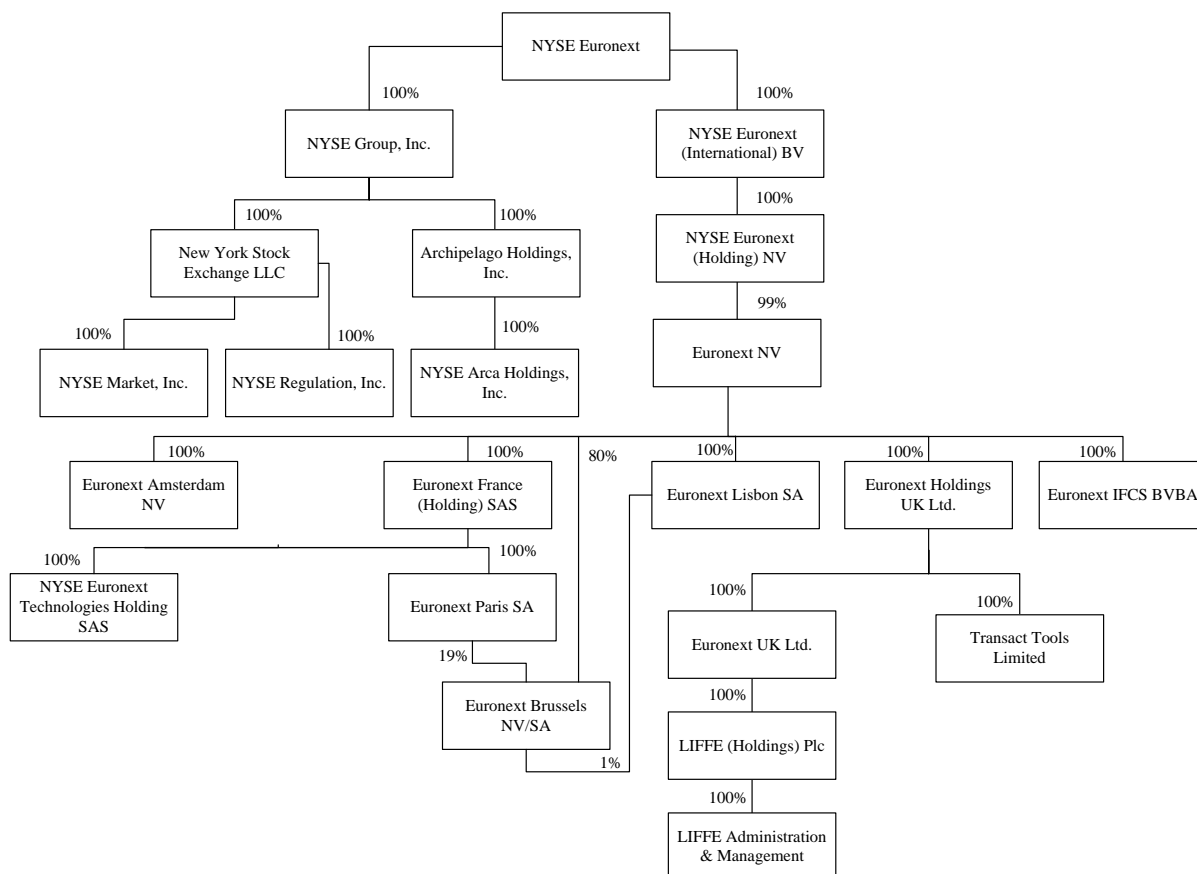 NYSE Euronext
100%
100%
NYSE Group, Inc.
NYSE Euronext
(International) BV
100%
100%
100%
New York Stock
Exchange LLC
Archipelago Holdings,
Inc.
NYSE Euronext
(Holding) NV
99%
100%
100%
100%
NYSE Market, Inc.
NYSE Regulation, Inc.
NYSE Arca Holdings,
Inc.
Euronext NV
100%
100%
80%
100%
100%
100%
Euronext Amsterdam
NV
Euronext France
(Holding) SAS
Euronext Lisbon SA
Euronext Holdings
UK Ltd.
Euronext IFCS BVBA
100%
100%
NYSE Euronext
Technologies Holding
SAS
Euronext Paris SA
100%
100%
Euronext UK Ltd.
Transact Tools
Limited
19%
Euronext Brussels
NV/SA
1%
100%
LIFFE (Holdings) Plc
100%
LIFFE Administration
& Management